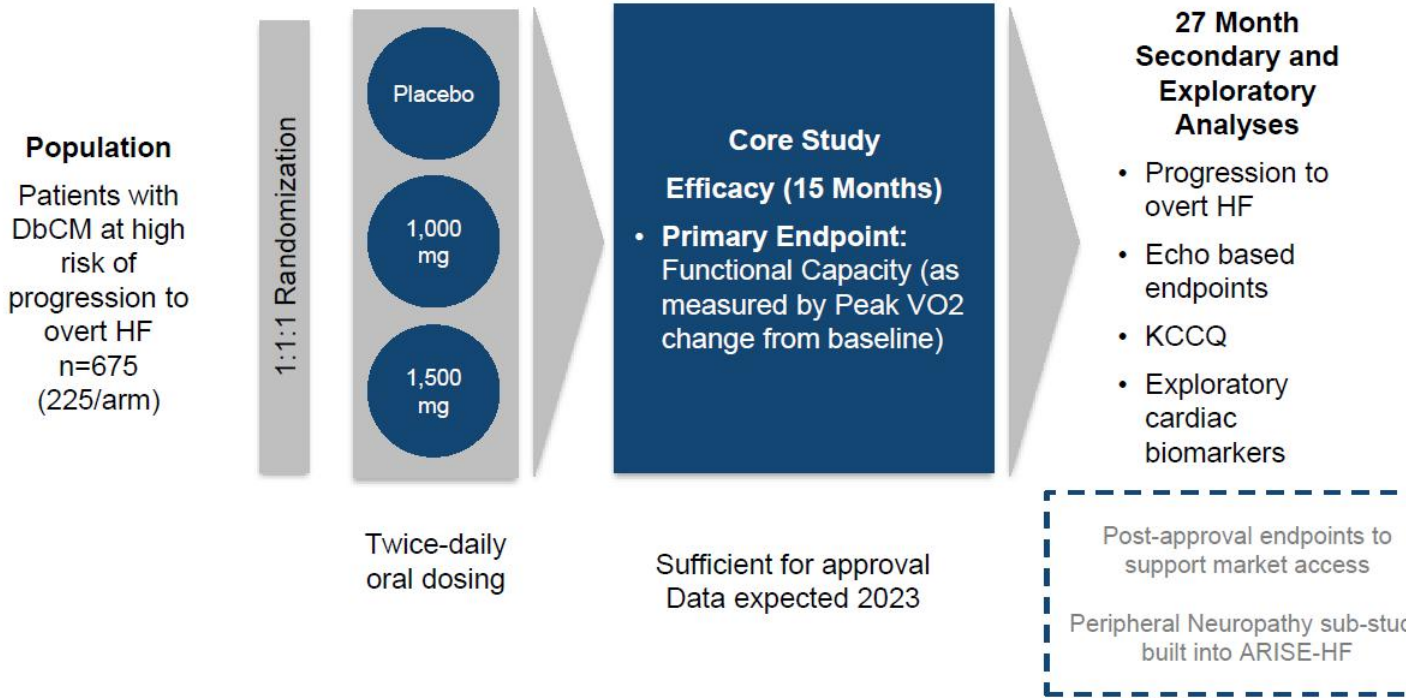 Population
Patients with
DbCM at high
risk of
progression to
overt HF
n=675
(225/arm)
1:1:1 Randomization
Placebo
1,000
mg
1,500
mg
Twice-daily
oral dosing
Core Study
Efficacy (15 Months)
• Primary Endpoint:
Functional Capacity (as
measured by Peak VO2
change from baseline)
Sufficient for approval
Data expected 2023
27 Month
Secondary and
Exploratory
Analyses
• Progression to
overt HF
• Echo based
endpoints
• KCCQ
• Exploratory
cardiac
biomarkers
Post-approval endpoints to
support market access
Peripheral Neuropathy sub-stu
built into ARISE-HF